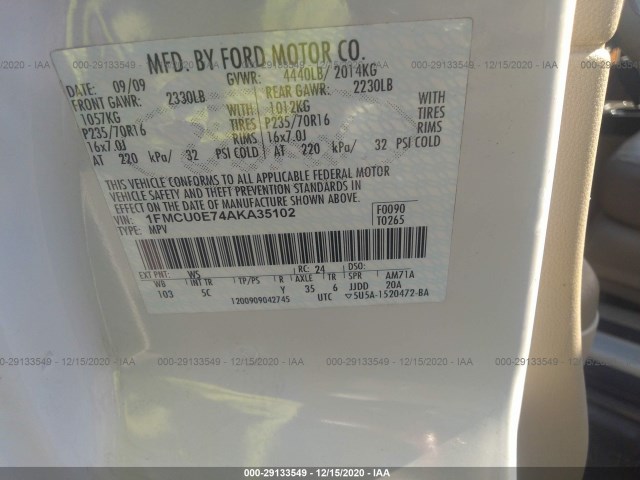 MFD. BY FORD MOTOR CO.
DATE 09/09 GVWR: 4440LB/ 2014KG
FRONT GAWR: 2330LB REAR GAWR: 2230LB
1057KG WITH 1012KG WITH
P235/70R16 TIRES P235/70R16 TIRES
16x7.0J RIMS 16x7.0J RIMS
AT 220 kPa/ 32 PSI COLD AT 220 kPa/ 32 PSI COLD
THIS VEHICLE CONFORMS TO ALL APPLICABLE FEDERAL MOTOR
VEHICLE SAFETY AND THEFT PREVENTION STANDARDS IN
EFFECT ON THE DATE OF MANUFACTURE SHOWN ABOVE.
VIN: 1FMCU0E74AKA35102 F0090
TYPE: MPV T0265
EXT PNT: WS RC: 24 DSO:
WB INT TR TP/PS R AXLE TR SPR AM71A
103 5C Y 35 6 JJDD 20A
1200909042745 UTC ▽5U5A-1520472-BA
000-29133549 12/15/2020 - IAA